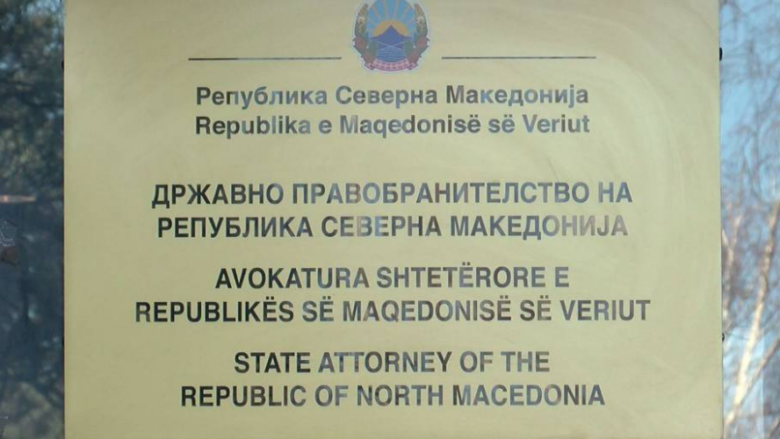 Република Северна Македонија
Republika e Maqedonisë së Veriut
ДРЖАВНО ПРАВОБРАНИТЕЛСТВО НА
РЕПУБЛИКА СЕВЕРНА МАКЕДОНИЈА
AVOKATURA SHTETËRORE E
REPUBLIKËS SË MAQEDONISË SË VERIUT
STATE ATTORNEY OF THE
REPUBLIC OF NORTH MACEDONIA